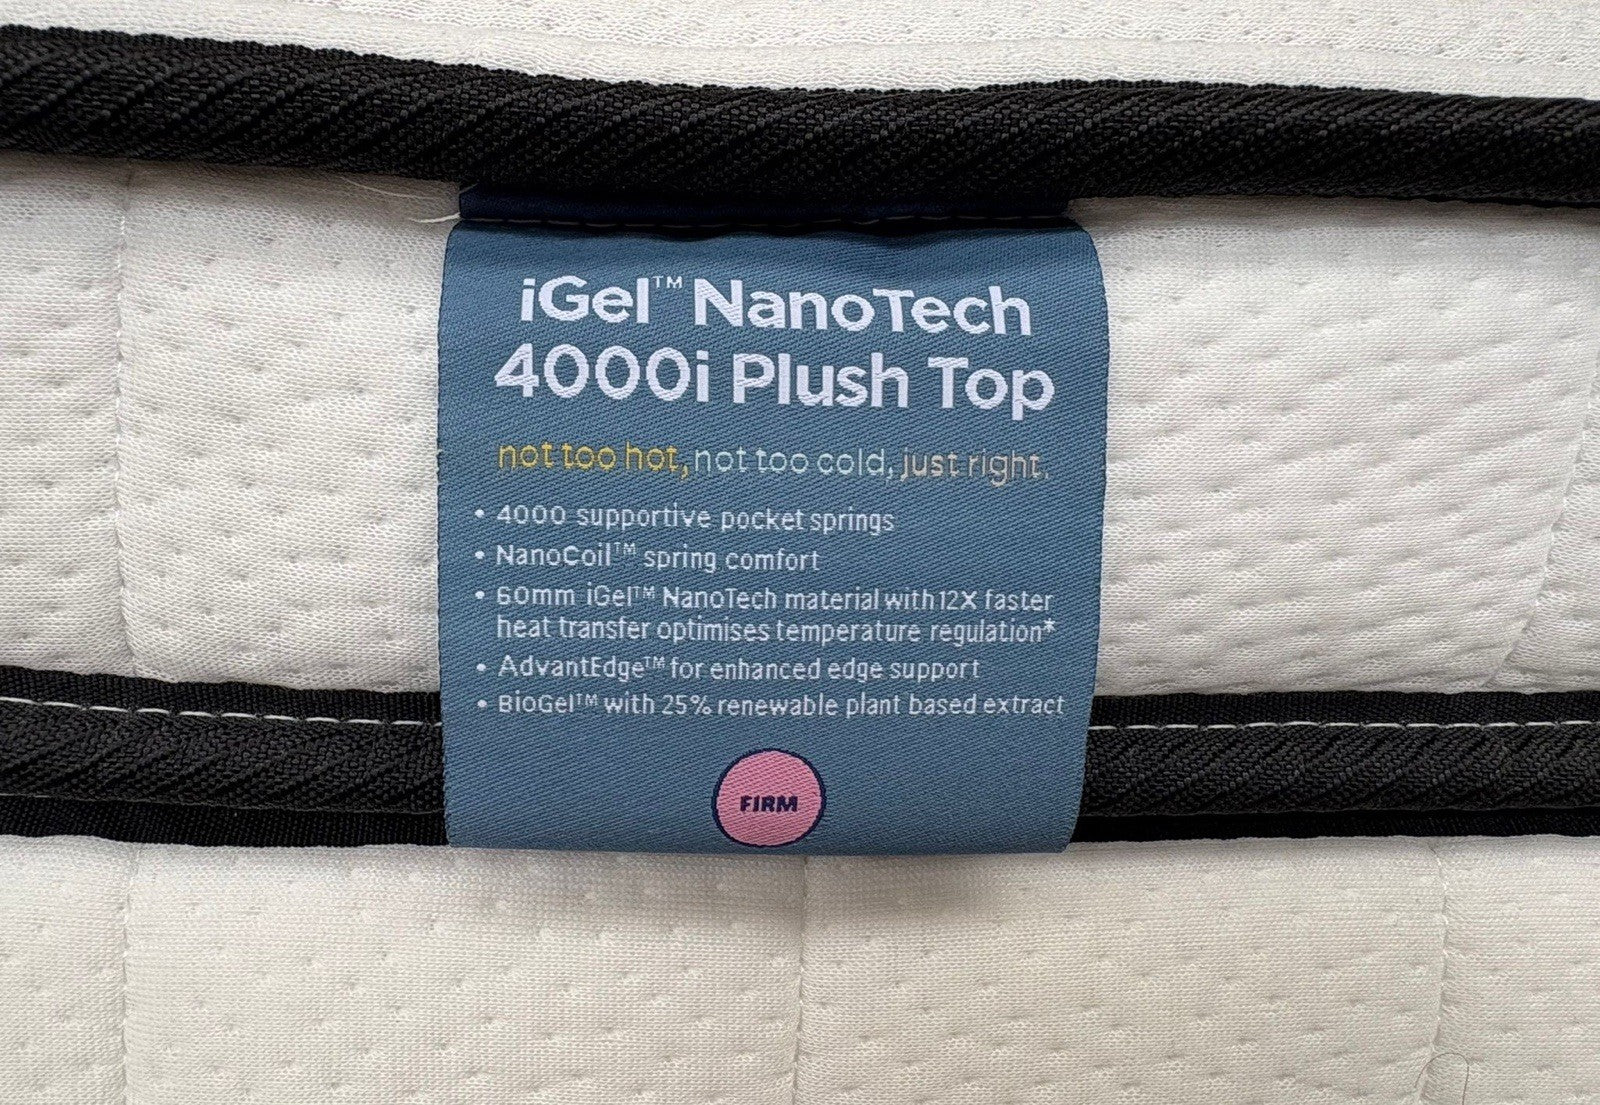 iGel™ NanoTech
4000i Plush Top
not too hot, not too cold, just right.
• 4000 supportive pocket springs
• NanoCoil™ spring comfort
• 60mm iGel™ NanoTech material with 12X faster
heat transfer optimises temperature regulation*
• AdvantEdge™ for enhanced edge support
• BioGel™ with 25% renewable plant based extract
FIRM